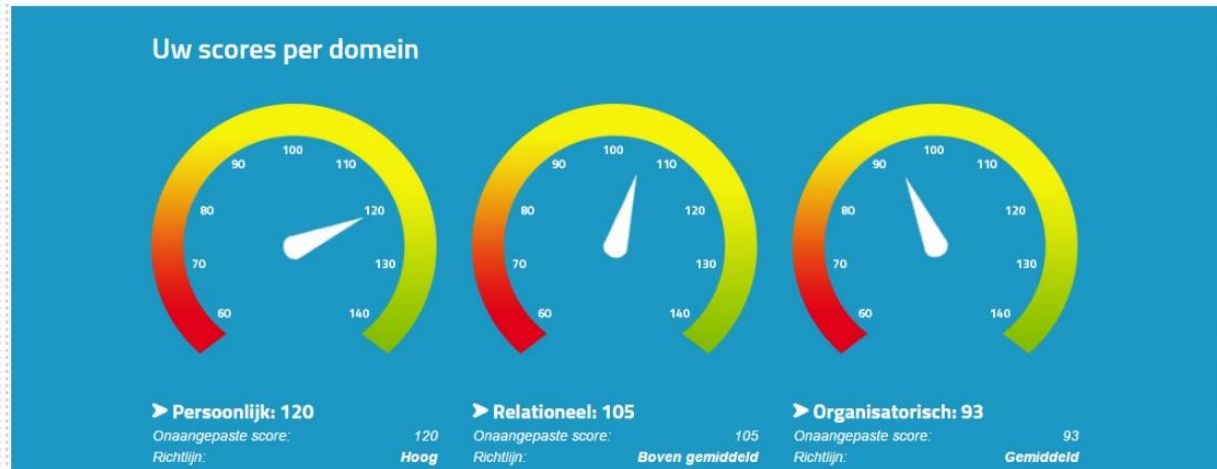 Uw scores per domein
60 70 80 90 100 110 120 130 140
60 70 80 90 100 110 120 130 140
60 70 80 90 100 110 120 130 140
➤ Persoonlijk: 120
Onaangepaste score: 120
Richtlijn: Hoog
➤ Relationeel: 105
Onaangepaste score: 105
Richtlijn: Boven gemiddeld
➤ Organisatorisch: 93
Onaangepaste score: 93
Richtlijn: Gemiddeld